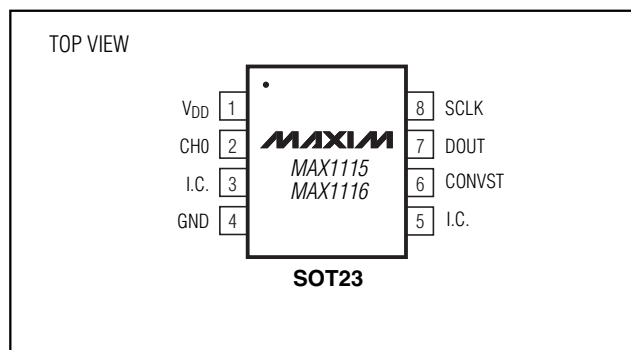 TOP VIEW
VDD 1
CH0 2
I.C. 3
GND 4
MAXIM
MAX1115
MAX1116
8 SCLK
7 DOUT
6 CONVST
5 I.C.
SOT23